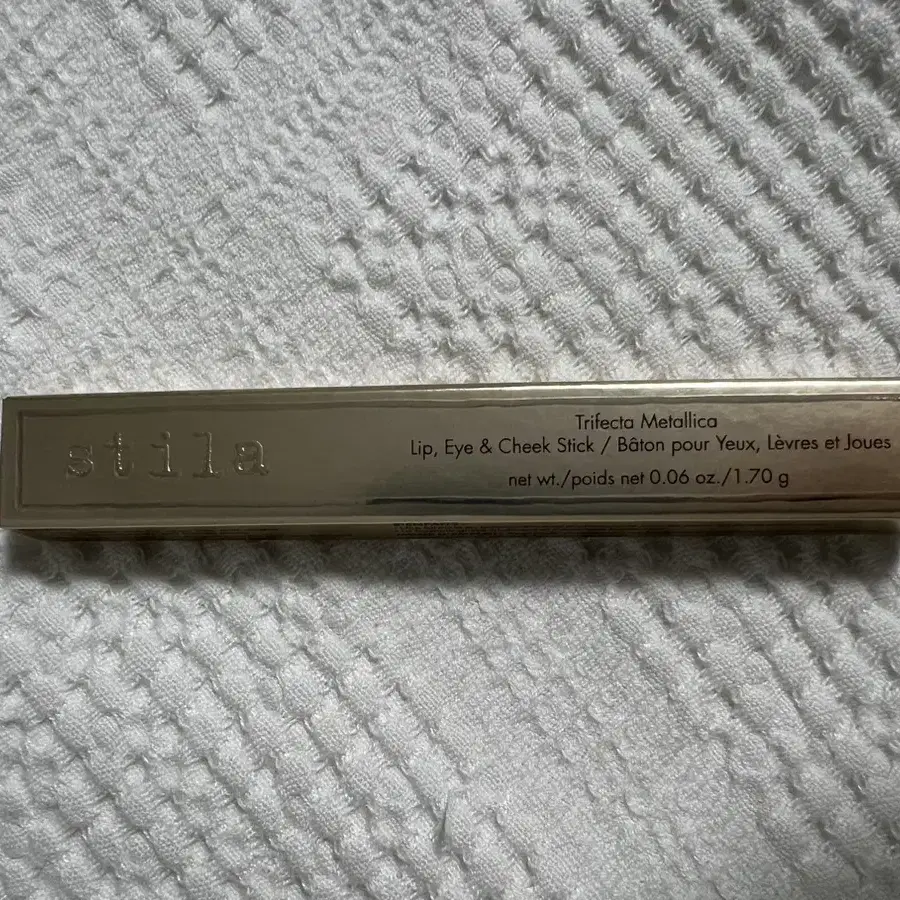 stila
Trifecta Metallica
Lip, Eye & Cheek Stick / Bâton pour Yeux, Lèvres et Joues
net wt./poids net 0.06 oz./1.70 g